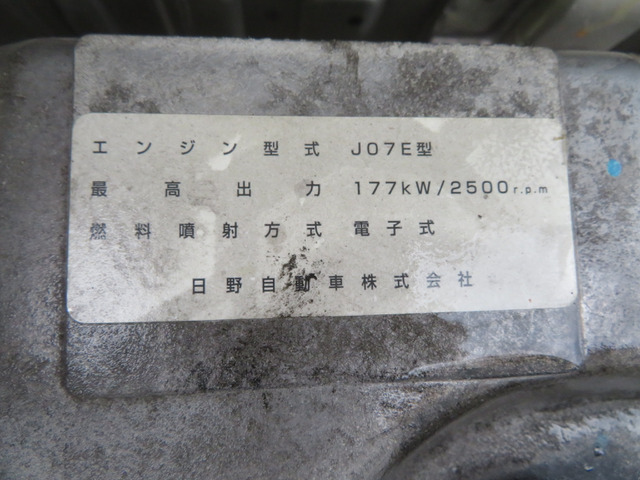 エンジン型式 J07E型
最高出力 177kW/2500r.p.m
燃料噴射方式 電子式
日野自動車株式会社